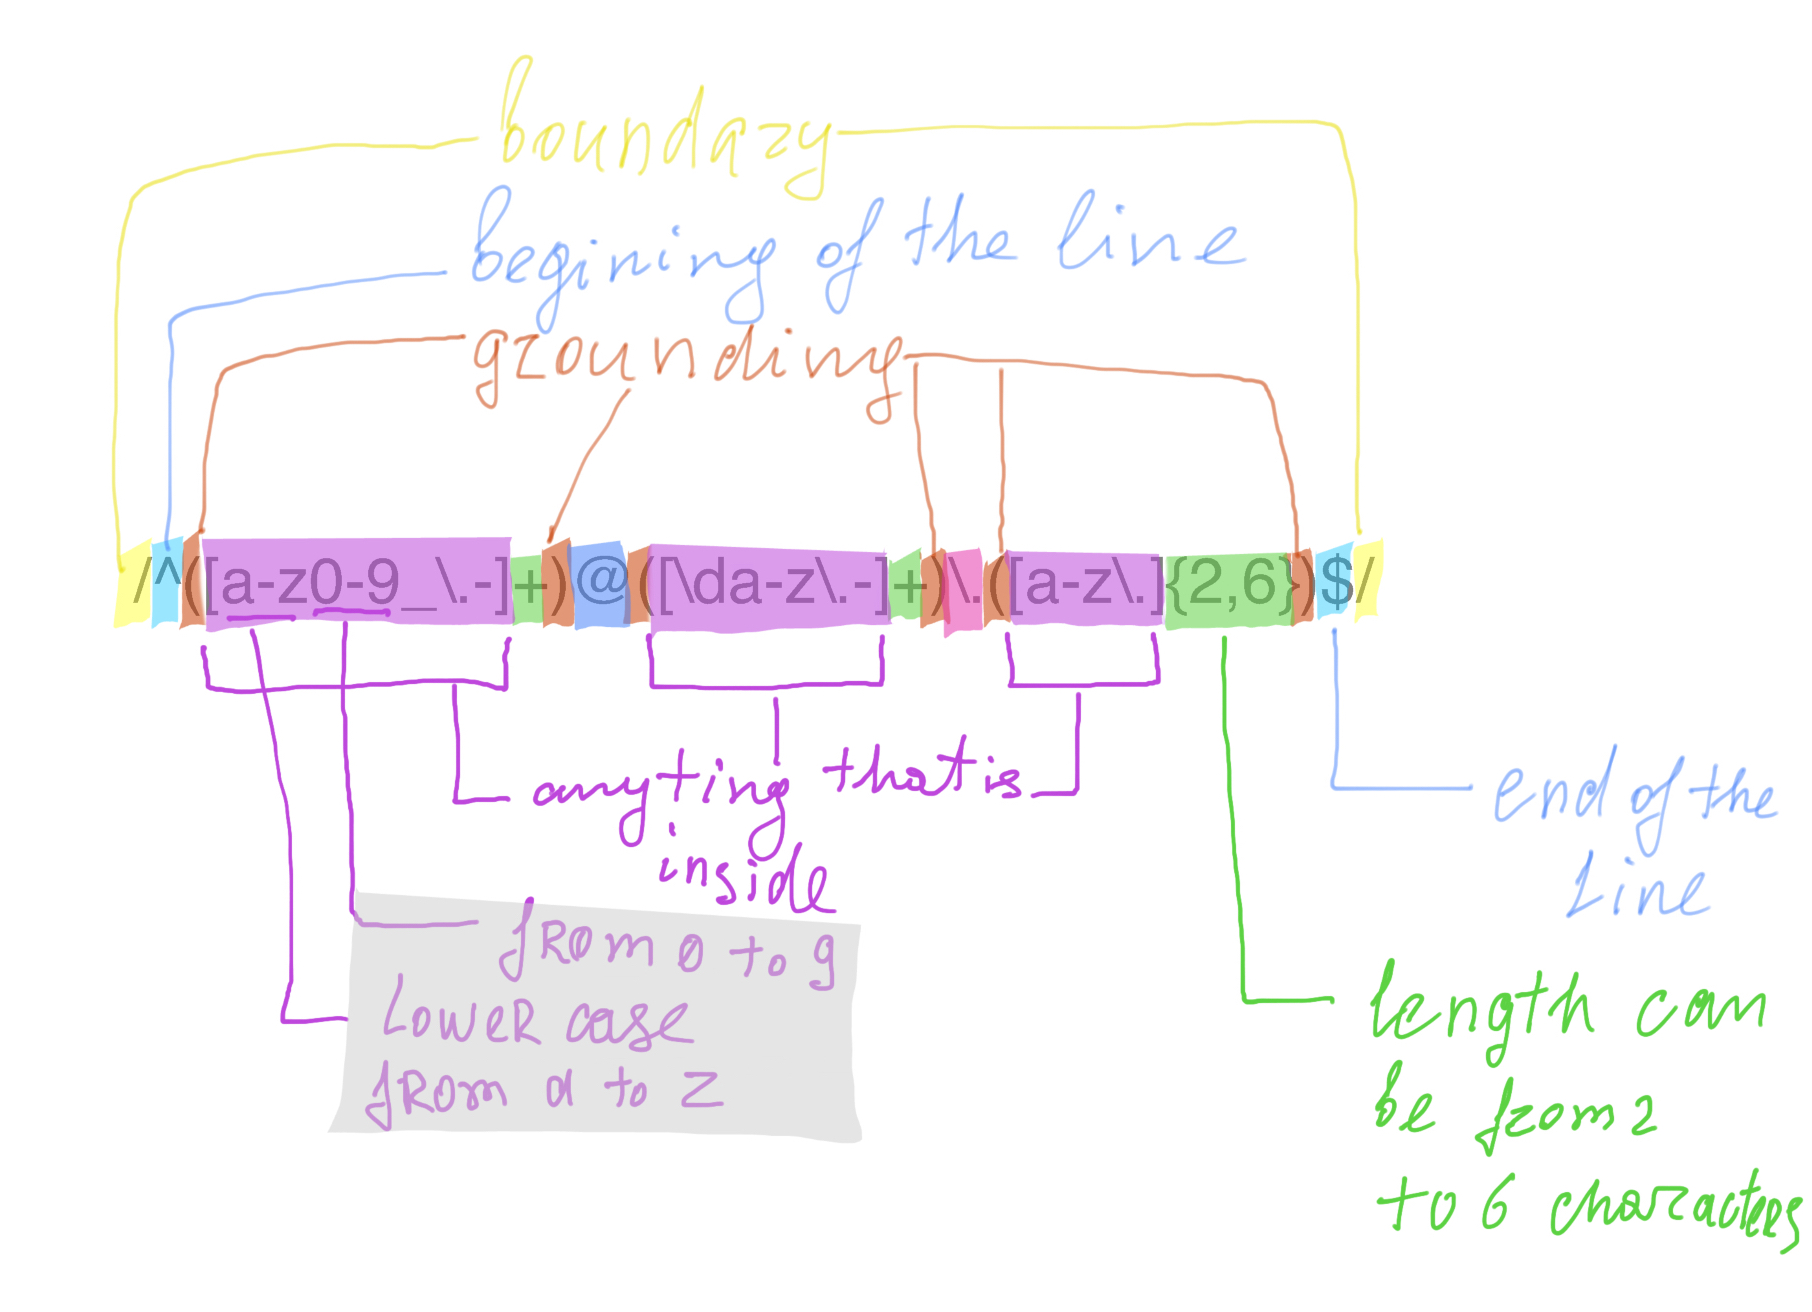 boundary
begining of the line
grounding
/^([a-z0-9_\.-]+)@([\da-z\.-]+)\.([a-z\.]{2,6})$/
anyting that is
inside
end of the
Line
from 0 to 9
Lower case
from a to z
length can
be from 2
to 6 characters